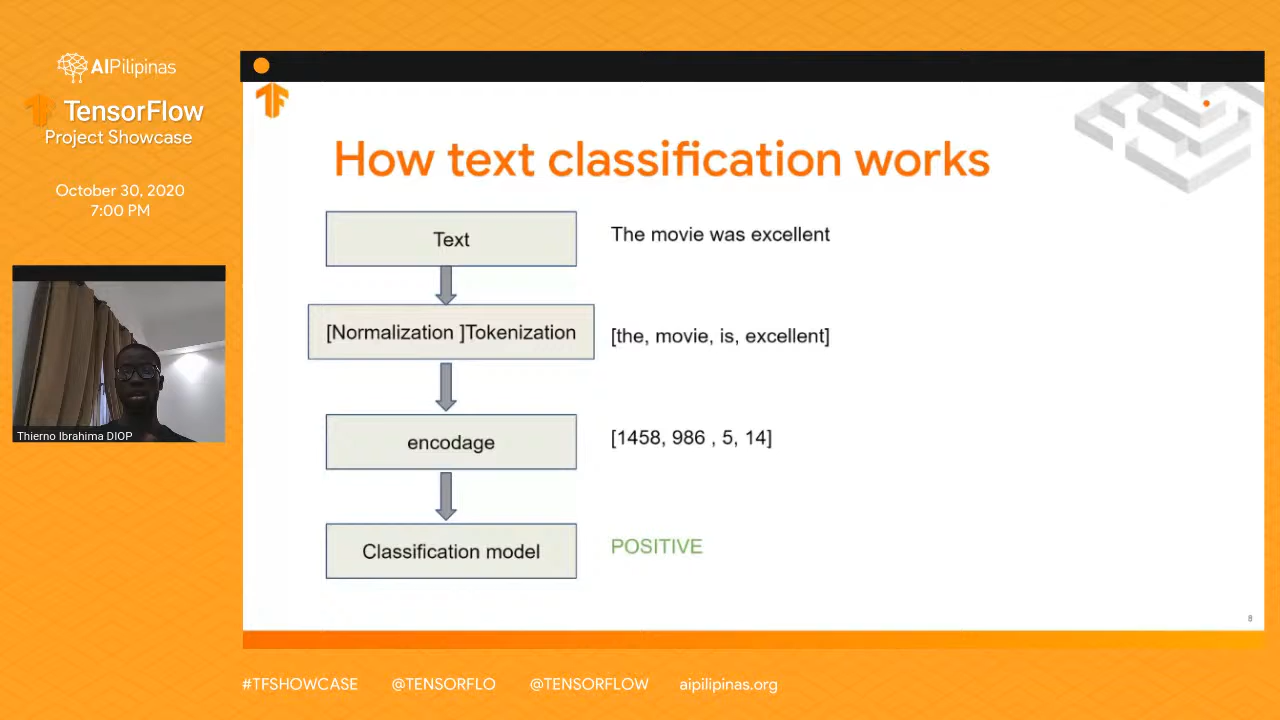 AIPilipinas
TensorFlow
Project Showcase
October 30, 2020
7:00 PM
Thierno Ibrahima DIOP
How text classification works
Text
The movie was excellent
[Normalization ]Tokenization
[the, movie, is, excellent]
encodage
[1458, 986 , 5, 14]
Classification model
POSITIVE
8
#TFSHOWCASE
@TENSORFLO
@TENSORFLOW
aipilipinas.org